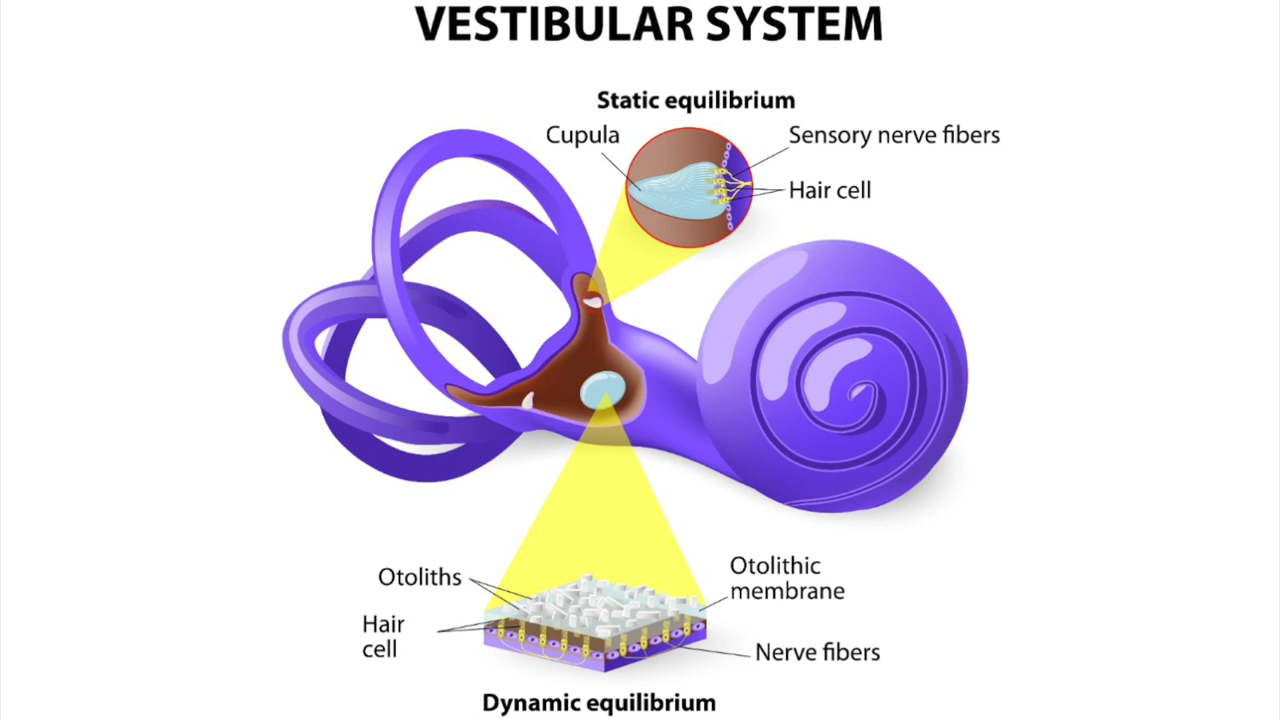 VESTIBULAR SYSTEM
Static equilibrium
Cupula
Sensory nerve fibers
Hair cell
Otoliths
Otolithic
membrane
Hair
cell
Nerve fibers
Dynamic equilibrium